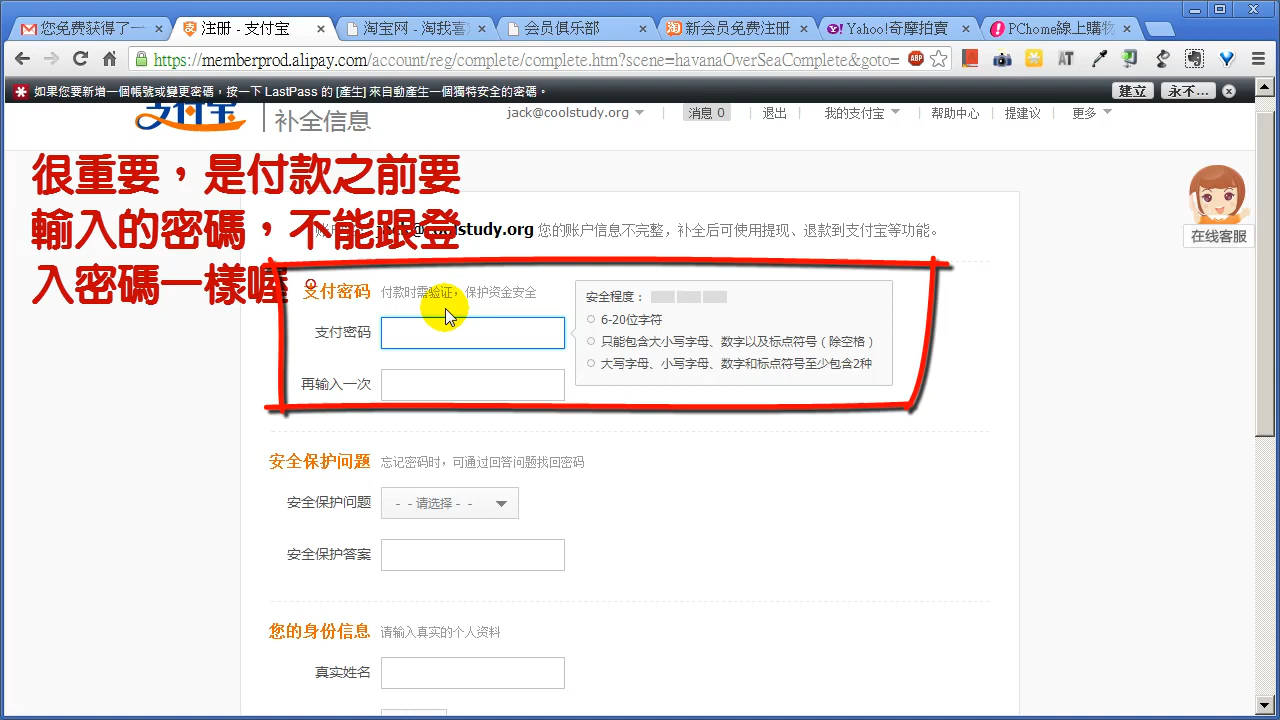 您免费获得了一
注册 - 支付宝
淘宝网 - 淘我喜
会员俱乐部
新会员免费注册
Yahoo!奇摩拍賣
PChome線上購物
https://memberprod.alipay.com/account/reg/complete/complete.htm?scene=havanaOverSeaComplete&goto=
ABP
AT
如果您要新增一個帳號或變更密碼，按一下 LastPass 的 [產生] 來自動產生一個獨特安全的密碼。
建立
永不...
支付宝
补全信息
jack@coolstudy.org
消息 0
退出
我的支付宝
帮助中心
提建议
更多
很重要，是付款之前要
輸入的密碼，不能跟登
入密碼一樣喔。
coolstudy.org 您的账户信息不完整，补全后可使用提现、退款到支付宝等功能。
在线客服
支付密码 付款时需验证，保护资金安全
支付密码
再输入一次
安全程度：
6-20位字符
只能包含大小写字母、数字以及标点符号（除空格）
大写字母、小写字母、数字和标点符号至少包含2种
安全保护问题 忘记密码时，可通过回答问题找回密码
安全保护问题
- - 请选择 - -
安全保护答案
您的身份信息 请输入真实的个人资料
真实姓名